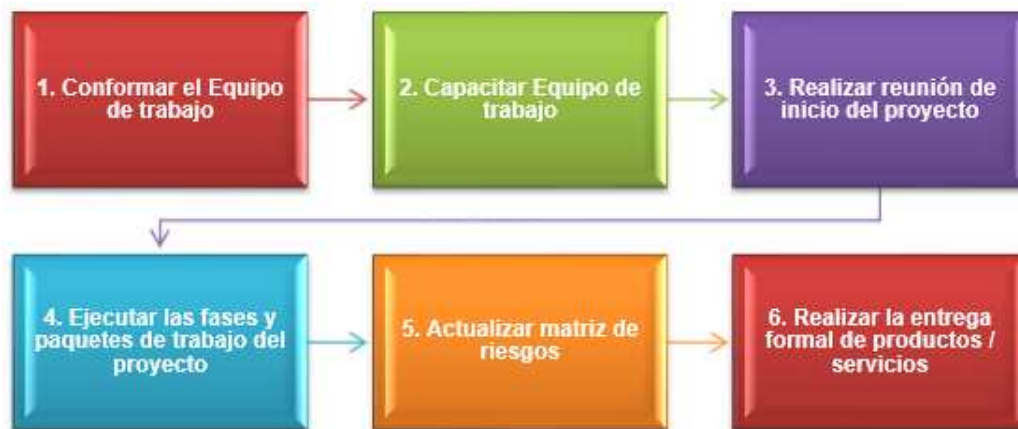 1. Conformar el Equipo
de trabajo
2. Capacitar Equipo de
trabajo
3. Realizar reunión de
inicio del proyecto
4. Ejecutar las fases y
paquetes de trabajo del
proyecto
5. Actualizar matriz de
riesgos
6. Realizar la entrega
formal de productos /
servicios